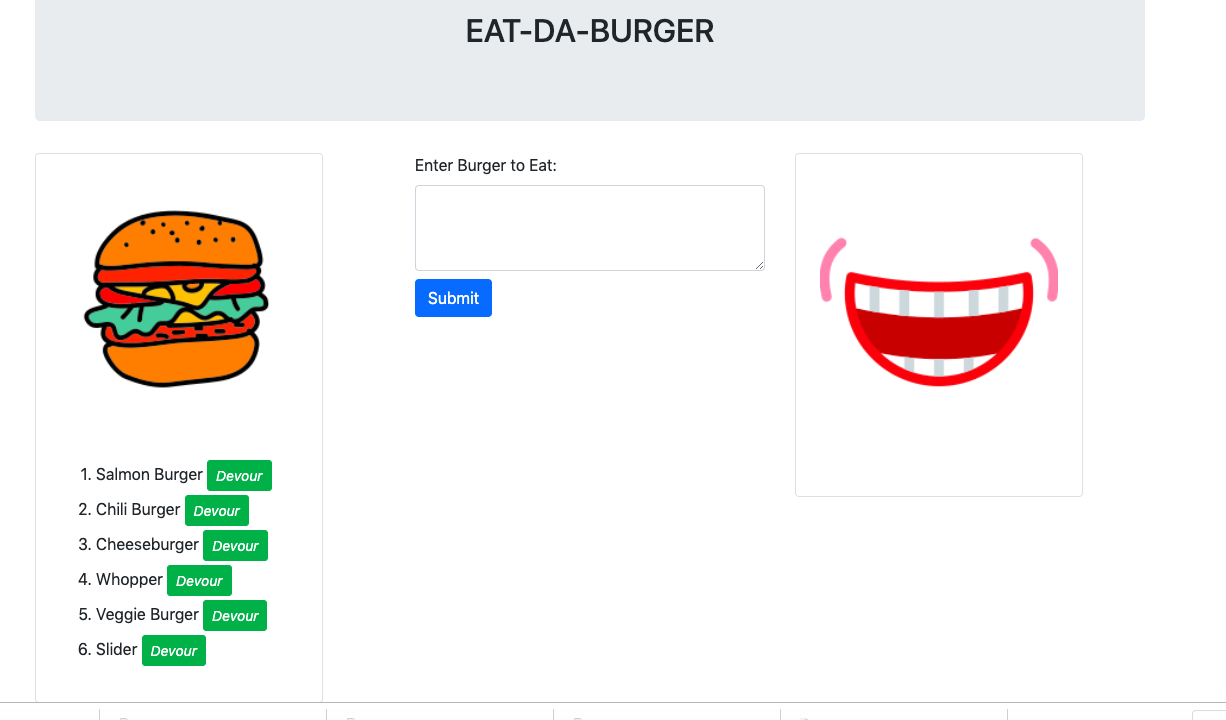 EAT-DA-BURGER
Enter Burger to Eat:
Submit
1. Salmon Burger Devour
2. Chili Burger Devour
3. Cheeseburger Devour
4. Whopper Devour
5. Veggie Burger Devour
6. Slider Devour